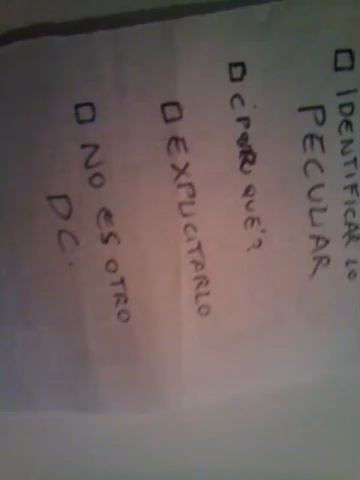 □ IDENTIFICAR LO
PECULIAR
□ ¿POR QUÉ?
□ EXPLICITARLO
□ NO ES OTRO
DC.